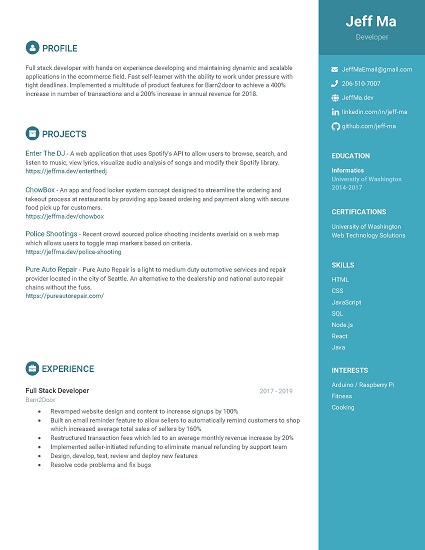 PROFILE
Full stack developer with hands on experience developing and maintaining dynamic and scalable
applications in the ecommerce field. Fast self-learner with the ability to work under pressure with
tight deadlines. Implemented a multitude of product features for Barn2door to achieve a 400%
increase in number of transactions and a 200% increase in annual revenue for 2018.
PROJECTS
Enter The DJ - A web application that uses Spotify's API to allow users to browse, search, and
listen to music, view lyrics, visualize audio analysis of songs and modify their Spotify library.
https://jeffma.dev/enterthedj
ChowBox - An app and food locker system concept designed to streamline the ordering and
takeout process at restaurants by providing app based ordering and payment along with secure
food pick up for customers.
https://jeffma.dev/chowbox
Police Shootings - Recent crowd sourced police shooting incidents overlaid on a web map
which allows users to toggle map markers based on criteria.
https://jeffma.dev/police-shooting
Pure Auto Repair - Pure Auto Repair is a light to medium duty automotive services and repair
provider located in the city of Seattle. An alternative to the dealership and national auto repair
chains without the fuss.
https://pureautorepair.com/
EXPERIENCE
Full Stack Developer 2017 - 2019
Barn2Door
• Revamped website design and content to increase signups by 100%
• Built an email reminder feature to allow sellers to automatically remind customers to shop
which increased average total sales of sellers by 160%
• Restructured transaction fees which led to an average monthly revenue increase by 20%
• Implemented seller-initiated refunding to eliminate manual refunding by support team
• Design, develop, test, review and deploy new features
• Resolve code problems and fix bugs
Jeff Ma
Developer
JeffMaEmail@gmail.com
206-510-7007
JeffMa.dev
linkedin.com/in/jeff-ma
github.com/jeff-ma
EDUCATION
Informatics
University of Washington
2014-2017
CERTIFICATIONS
University of Washington
Web Technology Solutions
SKILLS
HTML
CSS
JavaScript
SQL
Node.js
React
Java
INTERESTS
Arduino / Raspberry Pi
Fitness
Cooking